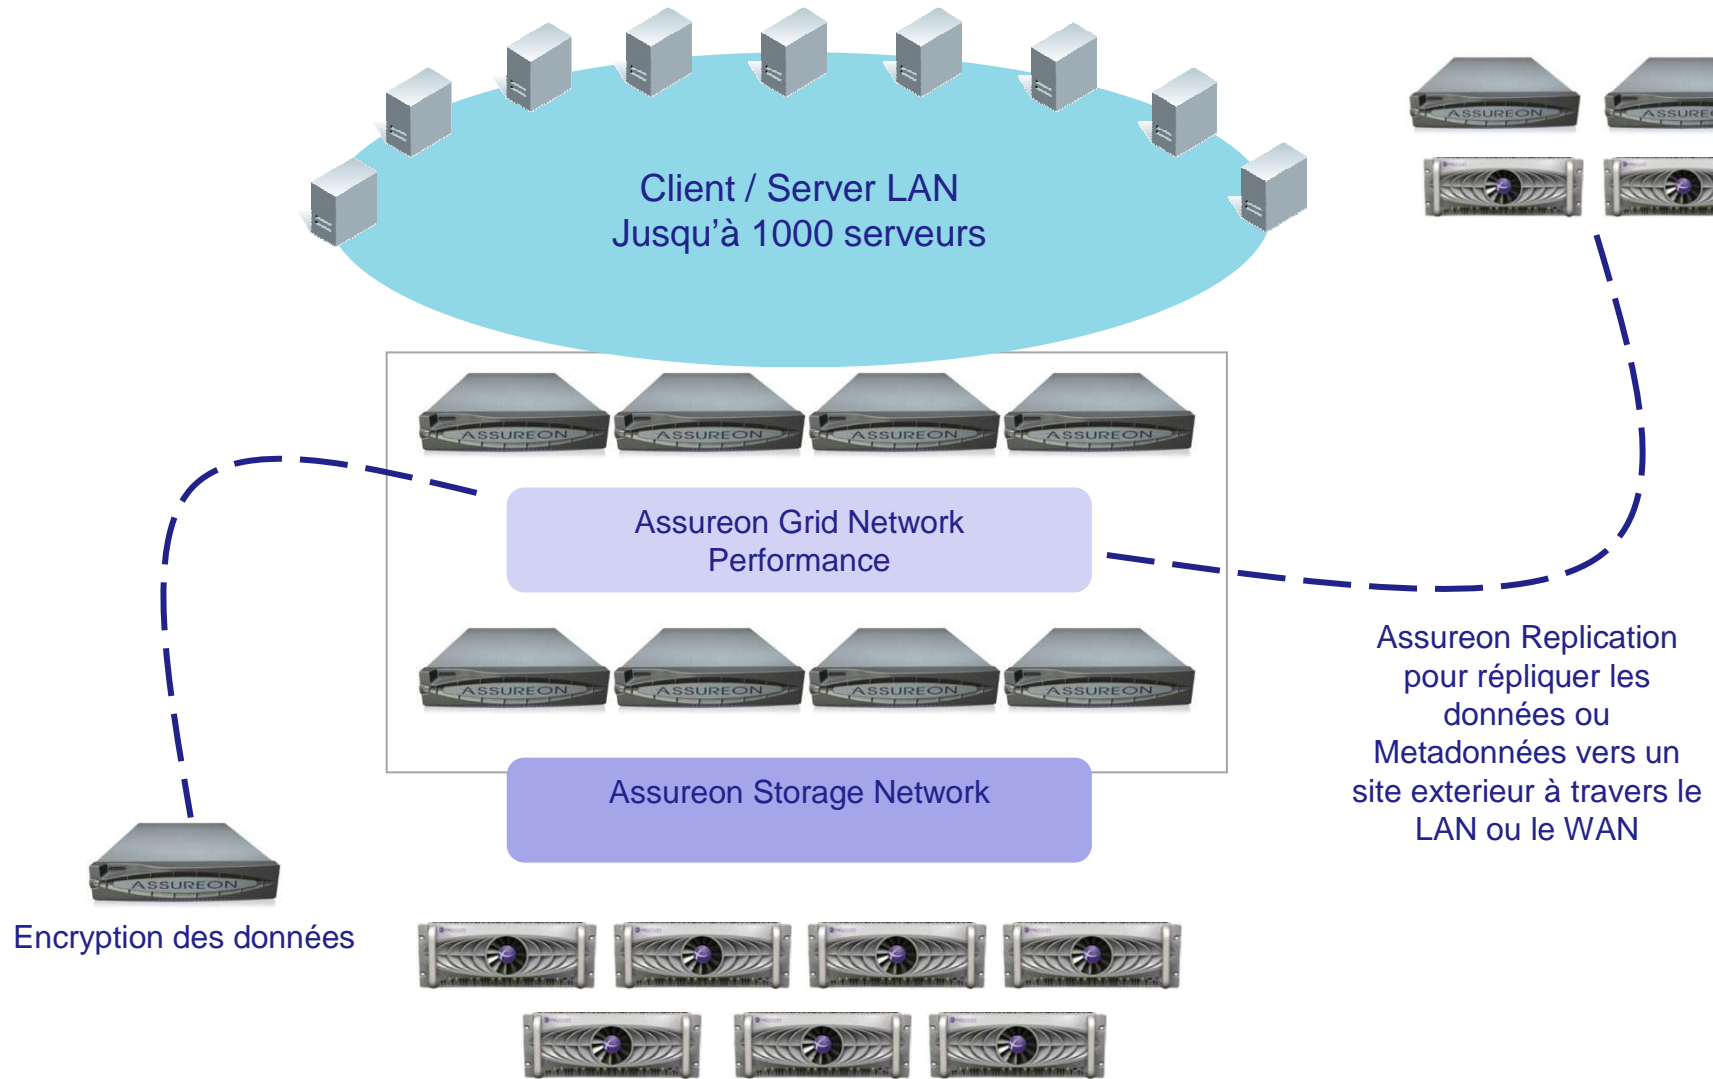 Client / Server LAN
Jusqu'à 1000 serveurs
ASSUREON
ASSUREON ASSUREON ASSUREON ASSUREON
Assureon Grid Network
Performance
ASSUREON ASSUREON ASSUREON ASSUREON
Assureon Replication
pour répliquer les
données ou
Metadonnées vers un
site exterieur à travers le
LAN ou le WAN
Assureon Storage Network
ASSUREON
Encryption des données